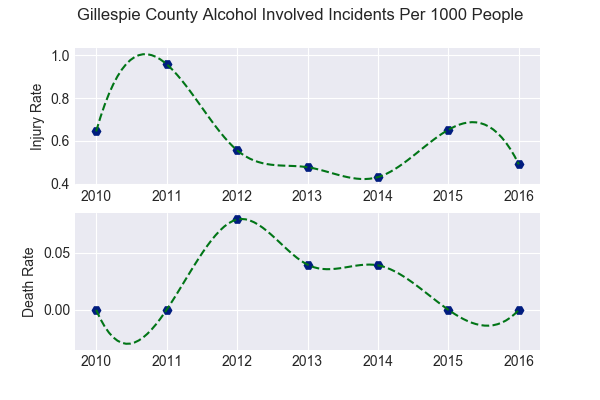 Gillespie County Alcohol Involved Incidents Per 1000 People
Injury Rate
1.0
0.8
0.6
0.4
2010 2011 2012 2013 2014 2015 2016
Death Rate
0.05
0.00
2010 2011 2012 2013 2014 2015 2016